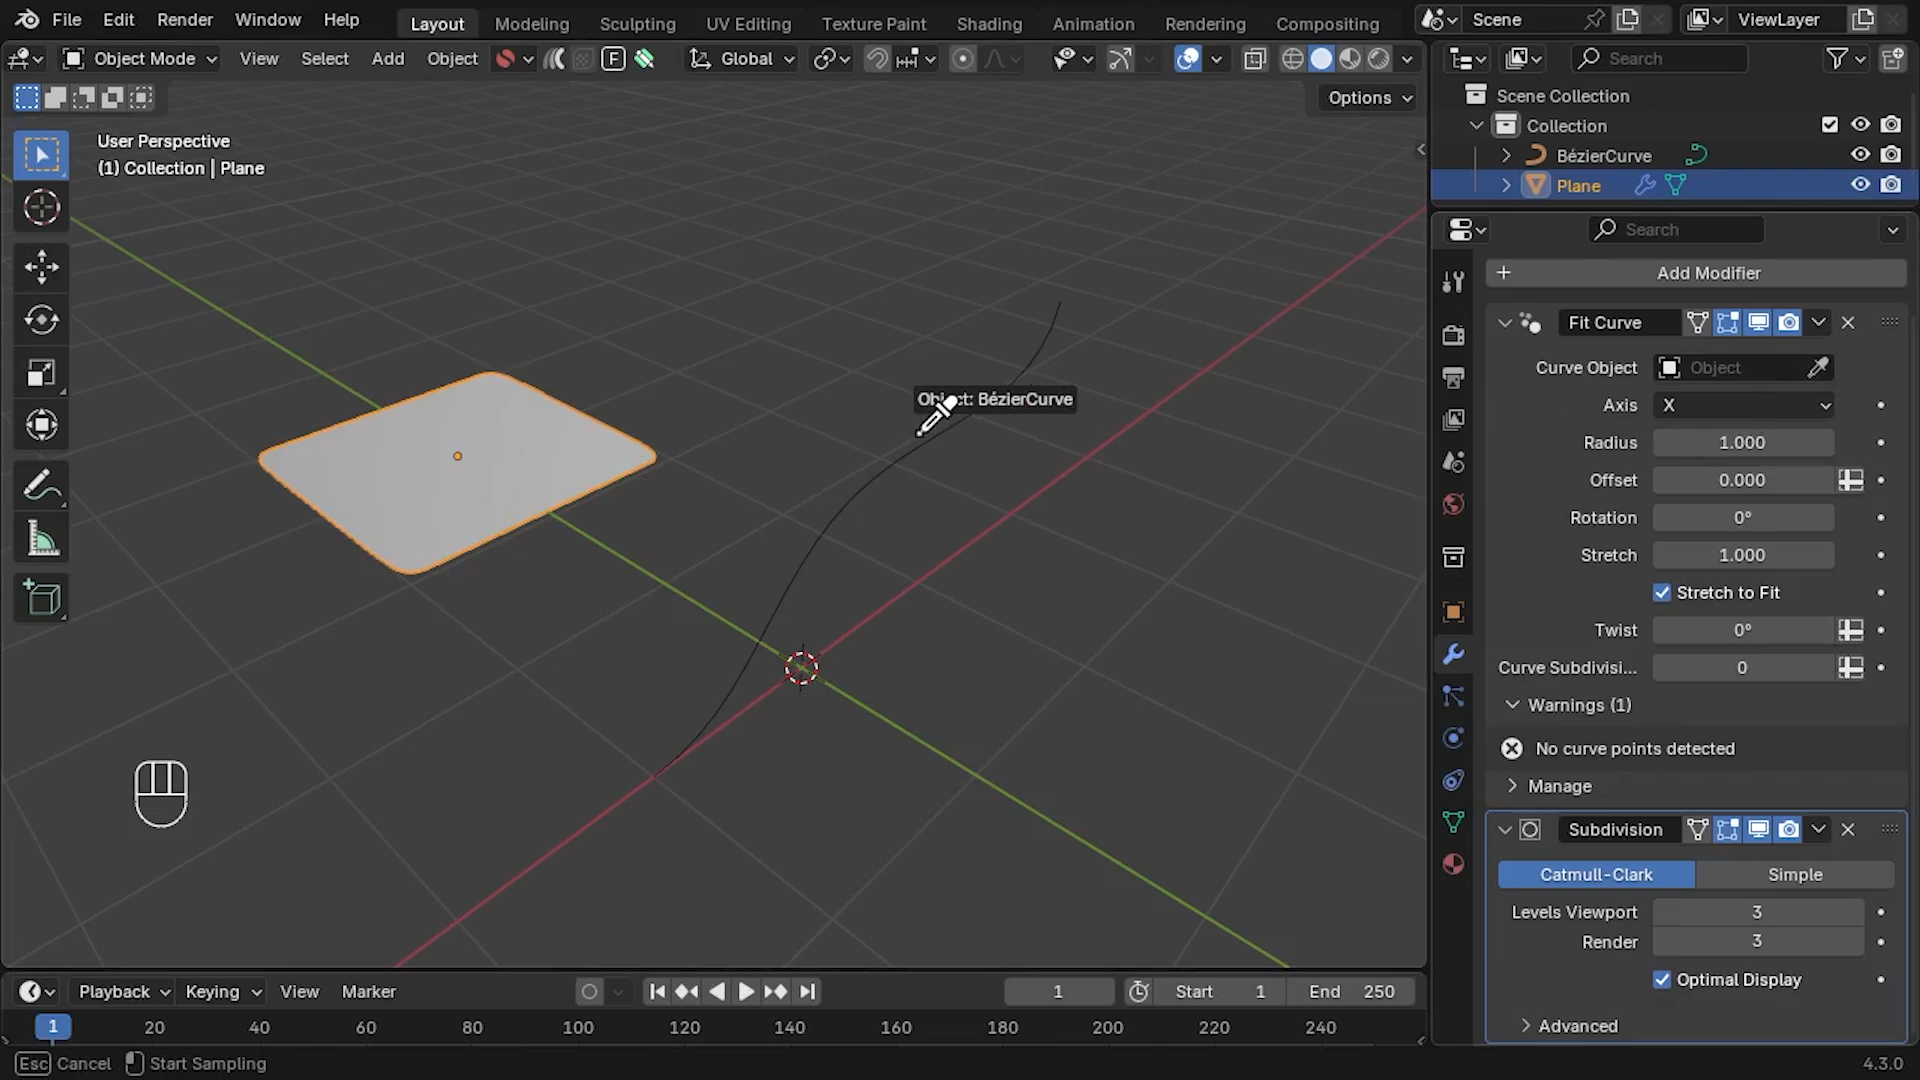 File Edit Render Window Help Layout Modeling Sculpting UV Editing Texture Paint Shading Animation Rendering Compositing Scene ViewLayer
Object Mode View Select Add Object F Global Search
Options
User Perspective
(1) Collection | Plane
Scene Collection
Collection
BézierCurve
Plane
Search
Add Modifier
Fit Curve
Curve Object Object
Axis X
Radius 1.000
Offset 0.000
Rotation 0°
Stretch 1.000
Stretch to Fit
Twist 0°
Curve Subdivisi... 0
Warnings (1)
No curve points detected
Manage
Subdivision
Catmull-Clark Simple
Levels Viewport 3
Render 3
Optimal Display
Advanced
Object: BézierCurve
Playback Keying View Marker 1 Start 1 End 250
1 20 40 60 80 100 120 140 160 180 200 220 240
Esc Cancel Start Sampling 4.3.0